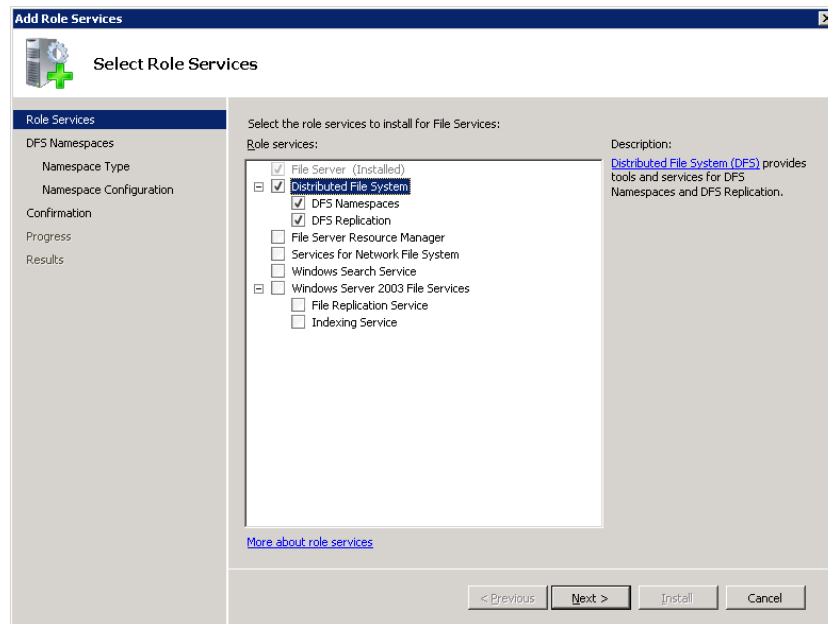 Add Role Services
Select Role Services
Role Services
DFS Namespaces
Namespace Type
Namespace Configuration
Confirmation
Progress
Results
Select the role services to install for File Services:
Role services:
File Server (Installed)
Distributed File System
DFS Namespaces
DFS Replication
File Server Resource Manager
Services for Network File System
Windows Search Service
Windows Server 2003 File Services
File Replication Service
Indexing Service
More about role services
Description:
Distributed File System (DFS) provides
tools and services for DFS
Namespaces and DFS Replication.
< Previous
Next >
Install
Cancel